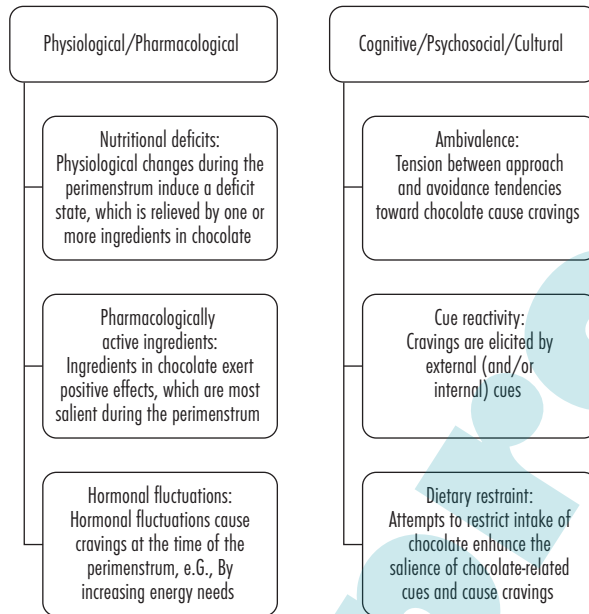 Physiological/Pharmacological
Nutritional deficits:
Physiological changes during the
perimenstrum induce a deficit
state, which is relieved by one or
more ingredients in chocolate
Pharmacologically
active ingredients:
Ingredients in chocolate exert
positive effects, which are most
salient during the perimenstrum
Hormonal fluctuations:
Hormonal fluctuations cause
cravings at the time of the
perimenstrum, e.G., By
increasing energy needs
Cognitive/Psychosocial/Cultural
Ambivalence:
Tension between approach
and avoidance tendencies
toward chocolate cause cravings
Cue reactivity:
Cravings are elicited by
external (and/or
internal) cues
Dietary restraint:
Attempts to restrict intake of
chocolate enhance the
salience of chocolate-related
cues and cause cravings